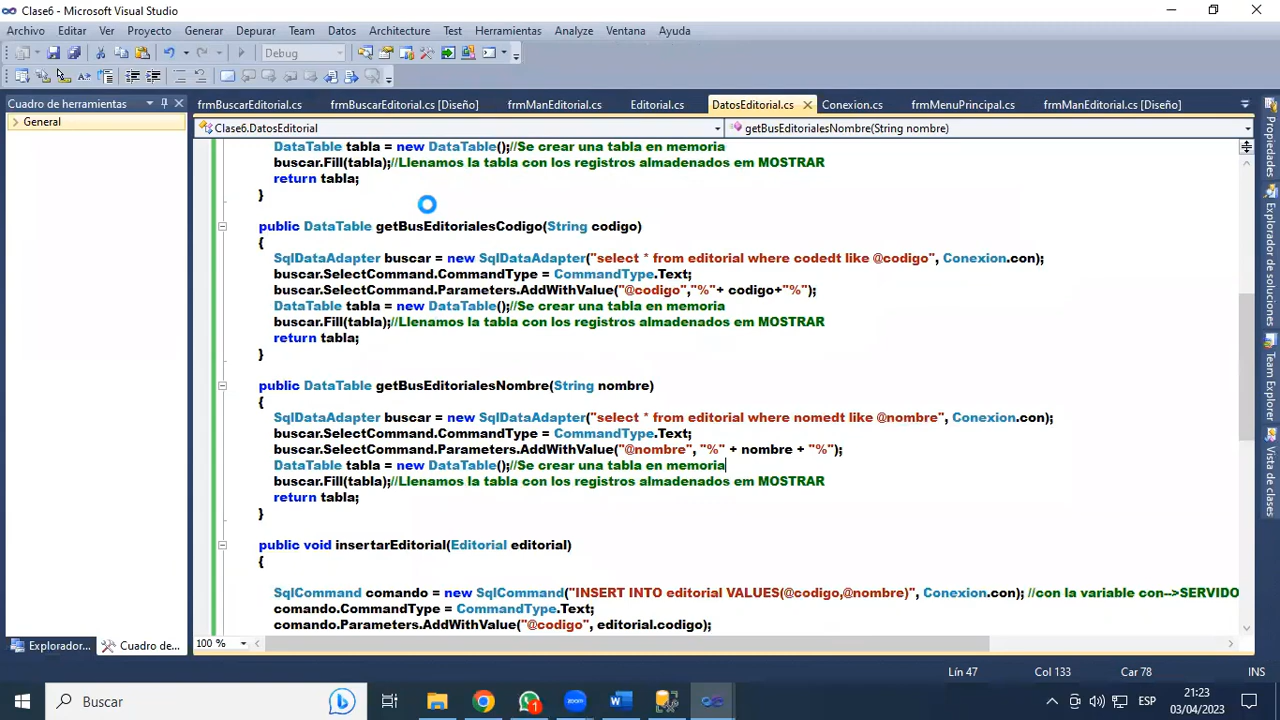 Clase6 - Microsoft Visual Studio
Archivo Editar Ver Proyecto Generar Depurar Team Datos Architecture Test Herramientas Analyze Ventana Ayuda
Debug
Cuadro de herramientas
General
frmBuscarEditorial.cs frmBuscarEditorial.cs [Diseño] frmManEditorial.cs Editorial.cs DatosEditorial.cs Conexion.cs frmMenuPrincipal.cs frmManEditorial.cs [Diseño]
Clase6.DatosEditorial getBusEditorialesNombre(String nombre)
DataTable tabla = new DataTable();//Se crear una tabla en memoria
buscar.Fill(tabla);//Llenamos la tabla con los registros almadenados em MOSTRAR
return tabla;
}
public DataTable getBusEditorialesCodigo(String codigo)
{
SqlDataAdapter buscar = new SqlDataAdapter("select * from editorial where codedt like @codigo", Conexion.con);
buscar.SelectCommand.CommandType = CommandType.Text;
buscar.SelectCommand.Parameters.AddWithValue("@codigo","%"+ codigo+"%");
DataTable tabla = new DataTable();//Se crear una tabla en memoria
buscar.Fill(tabla);//Llenamos la tabla con los registros almadenados em MOSTRAR
return tabla;
}
public DataTable getBusEditorialesNombre(String nombre)
{
SqlDataAdapter buscar = new SqlDataAdapter("select * from editorial where nomedt like @nombre", Conexion.con);
buscar.SelectCommand.CommandType = CommandType.Text;
buscar.SelectCommand.Parameters.AddWithValue("@nombre", "%" + nombre + "%");
DataTable tabla = new DataTable();//Se crear una tabla en memoria
buscar.Fill(tabla);//Llenamos la tabla con los registros almadenados em MOSTRAR
return tabla;
}
public void insertarEditorial(Editorial editorial)
{
SqlCommand comando = new SqlCommand("INSERT INTO editorial VALUES(@codigo,@nombre)", Conexion.con); //con la variable con-->SERVIDO
comando.CommandType = CommandType.Text;
comando.Parameters.AddWithValue("@codigo", editorial.codigo);
100 %
Propiedades
Explorador de soluciones
Team Explorer
Vista de clases
Explorador... Cuadro de...
Lín 47 Col 133 Car 78 INS
Buscar
ESP
21:23
03/04/2023